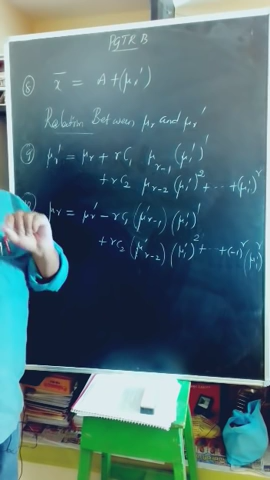 PGTRB
⑧ x̄ = A + (μ₁′)
Relation Between μr and μr′
⑨ μr′ = μr + rC₁ μr-1 (μ₁′)′
+ rC₂ μr-2 (μ₁′)² + ... + (μ₁′)ʳ
μr = μr′ - rC₁ (μ′r-1) (μ₁′)′
+ rC₂ (μ′r-2) (μ₁′)² + ... + (-1)ʳ (μ₁′)ʳ